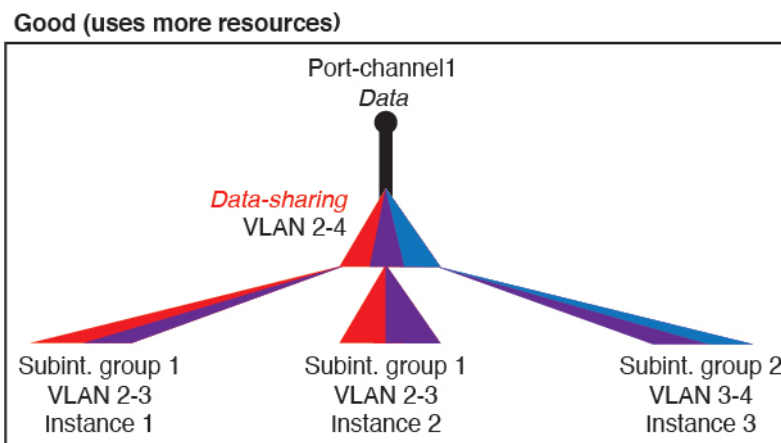 Good (uses more resources)
Port-channel1
Data
Data-sharing
VLAN 2-4
Subint. group 1
VLAN 2-3
Instance 1
Subint. group 1
VLAN 2-3
Instance 2
Subint. group 2
VLAN 3-4
Instance 3